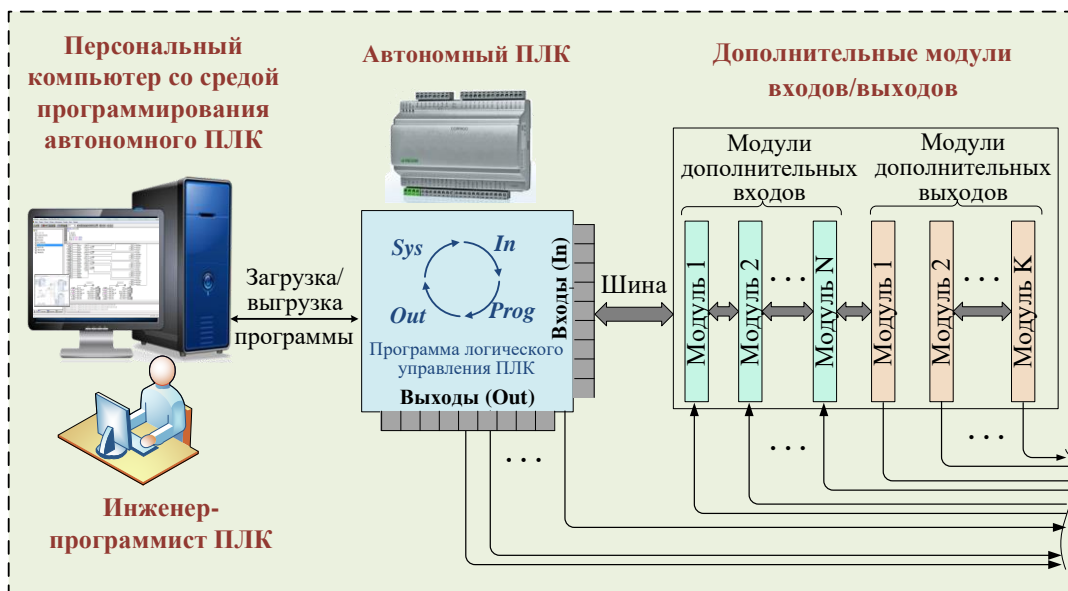 Персональный
компьютер со средой
программирования
автономного ПЛК
Загрузка/
выгрузка
программы
Инженер-
программист ПЛК
Автономный ПЛК
Sys
In
Out
Prog
Программа логического
управления ПЛК
Выходы (Out)
Входы (In)
. . .
Шина
Дополнительные модули
входов/выходов
Модули
дополнительных
входов
Модули
дополнительных
выходов
Модуль 1
Модуль 2
. . .
Модуль N
Модуль 1
Модуль 2
. . .
Модуль K
. . .
. . .